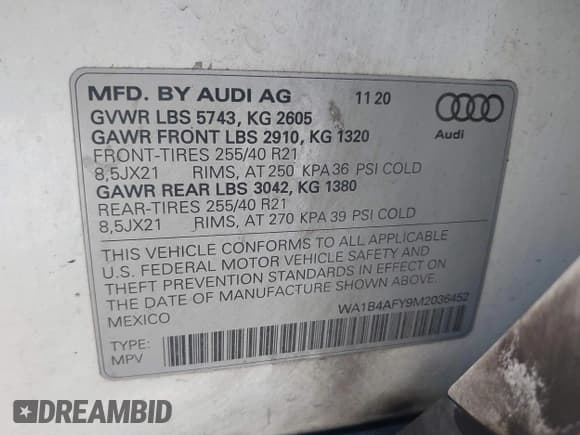 MFD. BY AUDI AG 11 20
GVWR LBS 5743, KG 2605
GAWR FRONT LBS 2910, KG 1320
FRONT-TIRES 255/40 R21
8,5JX21 RIMS, AT 250 KPA 36 PSI COLD
GAWR REAR LBS 3042, KG 1380
REAR-TIRES 255/40 R21
8,5JX21 RIMS, AT 270 KPA 39 PSI COLD
Audi
THIS VEHICLE CONFORMS TO ALL APPLICABLE
U.S. FEDERAL MOTOR VEHICLE SAFETY AND
THEFT PREVENTION STANDARDS IN EFFECT ON
THE DATE OF MANUFACTURE SHOWN ABOVE.
MEXICO
WA1B4AFY9M2036452
TYPE:
MPV
DREAMBID